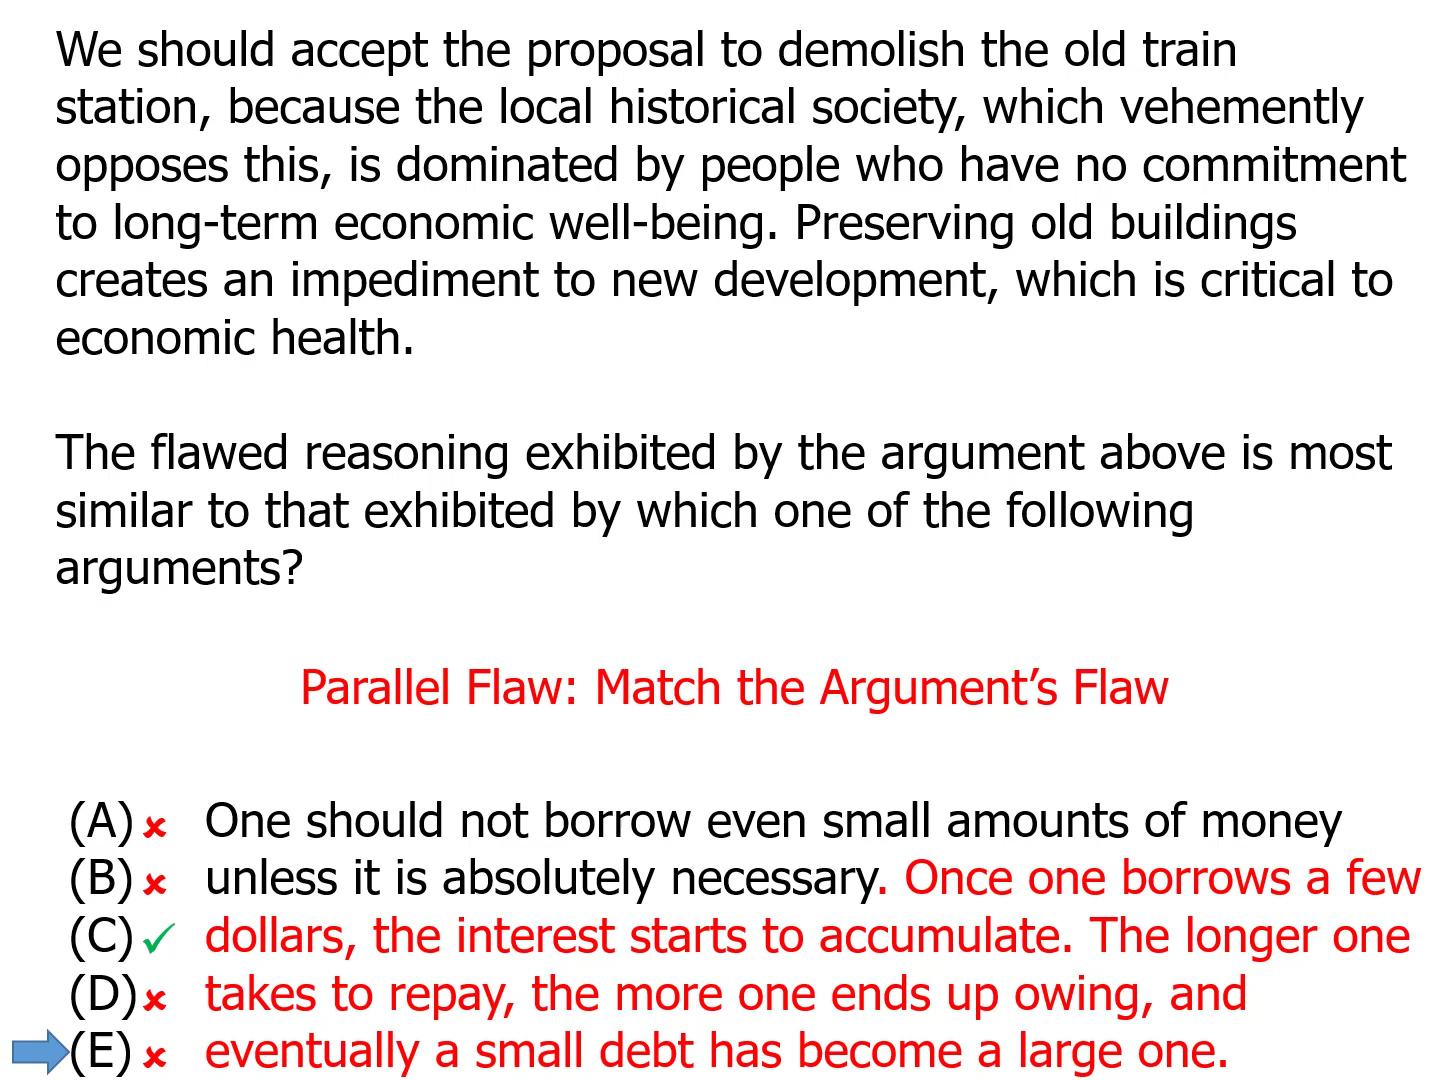 We should accept the proposal to demolish the old train
station, because the local historical society, which vehemently
opposes this, is dominated by people who have no commitment
to long-term economic well-being. Preserving old buildings
creates an impediment to new development, which is critical to
economic health.
The flawed reasoning exhibited by the argument above is most
similar to that exhibited by which one of the following
arguments?
Parallel Flaw: Match the Argument’s Flaw
(A) ✘ One should not borrow even small amounts of money
(B) ✘ unless it is absolutely necessary. Once one borrows a few
(C) ✓ dollars, the interest starts to accumulate. The longer one
(D) ✘ takes to repay, the more one ends up owing, and
(E) ✘ eventually a small debt has become a large one.